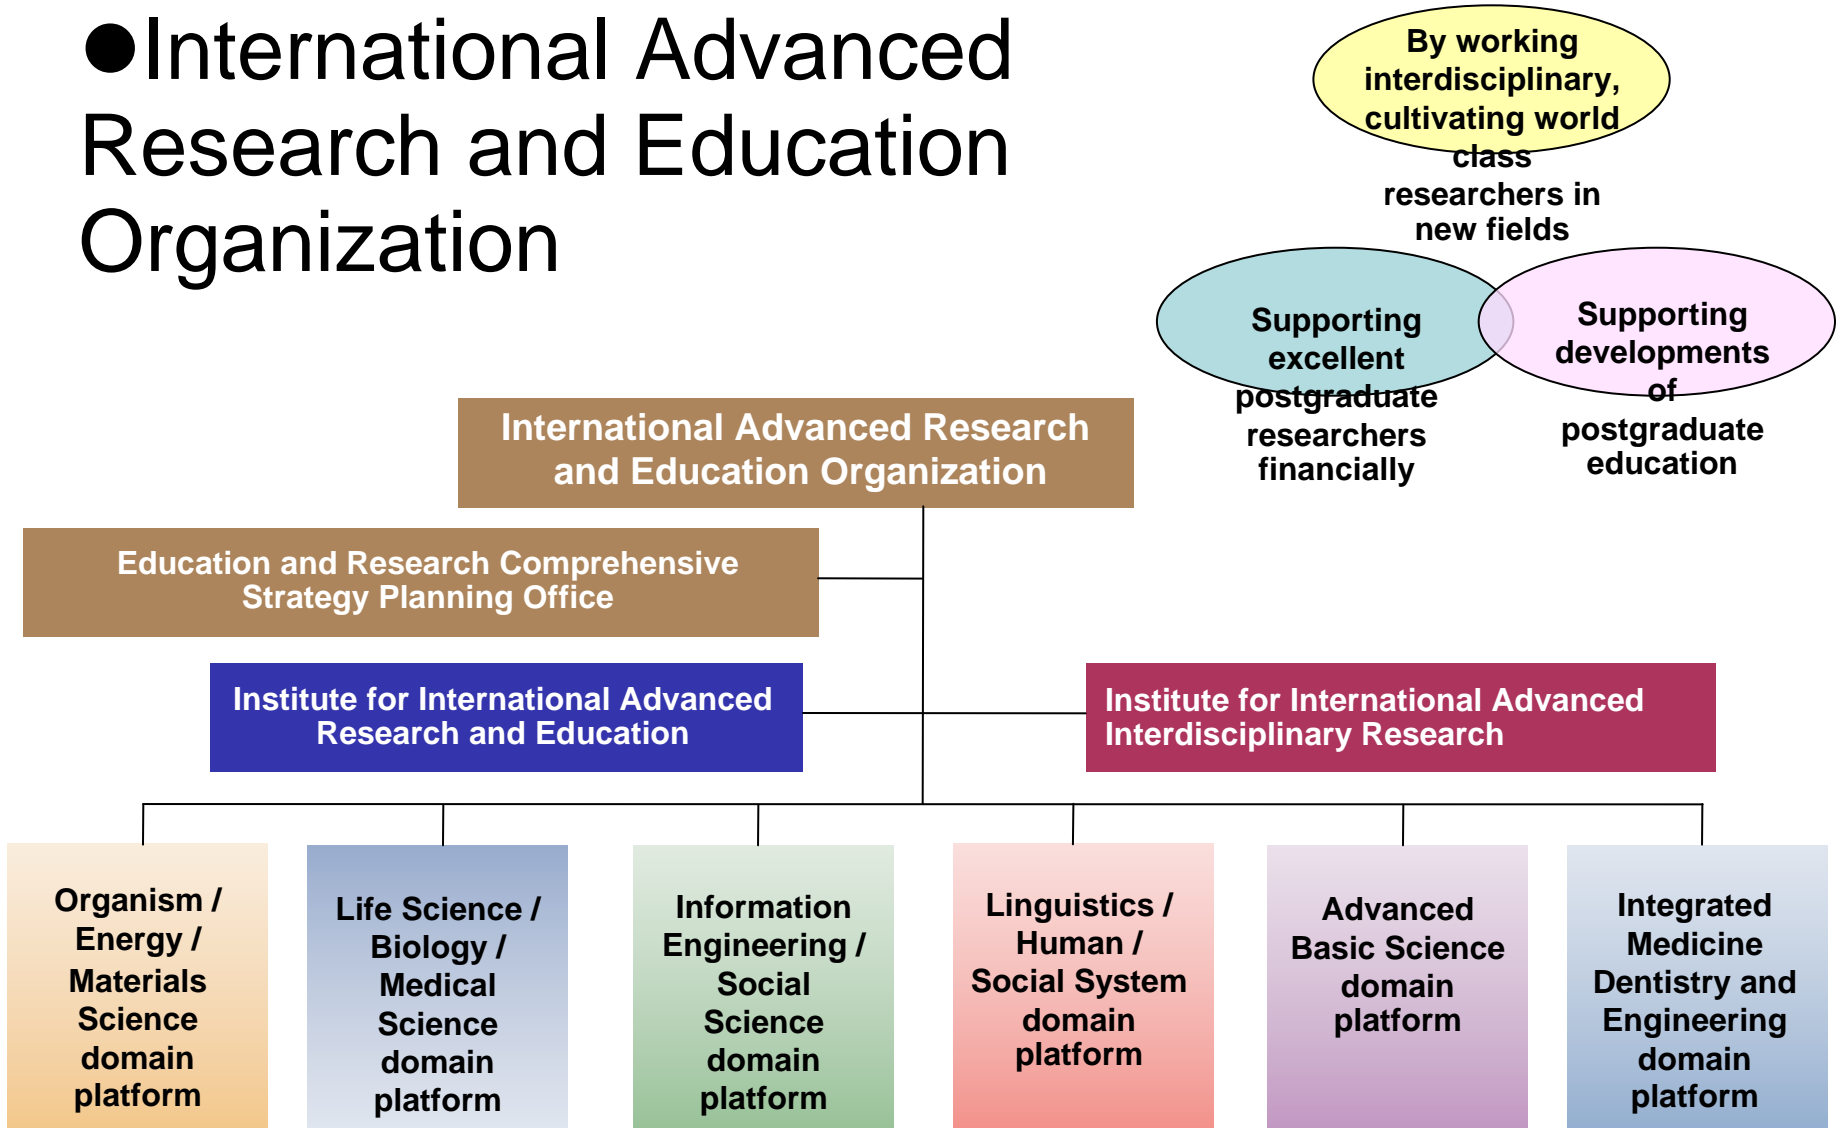 ●International Advanced
Research and Education
Organization
By working
interdisciplinary,
cultivating world
class
researchers in
new fields
Supporting
excellent
postgraduate
researchers
financially
Supporting
developments
of
postgraduate
education
International Advanced Research
and Education Organization
Education and Research Comprehensive
Strategy Planning Office
Institute for International Advanced
Research and Education
Institute for International Advanced
Interdisciplinary Research
Organism /
Energy /
Materials
Science
domain
platform
Life Science /
Biology /
Medical
Science
domain
platform
Information
Engineering /
Social
Science
domain
platform
Linguistics /
Human /
Social System
domain
platform
Advanced
Basic Science
domain
platform
Integrated
Medicine
Dentistry and
Engineering
domain
platform